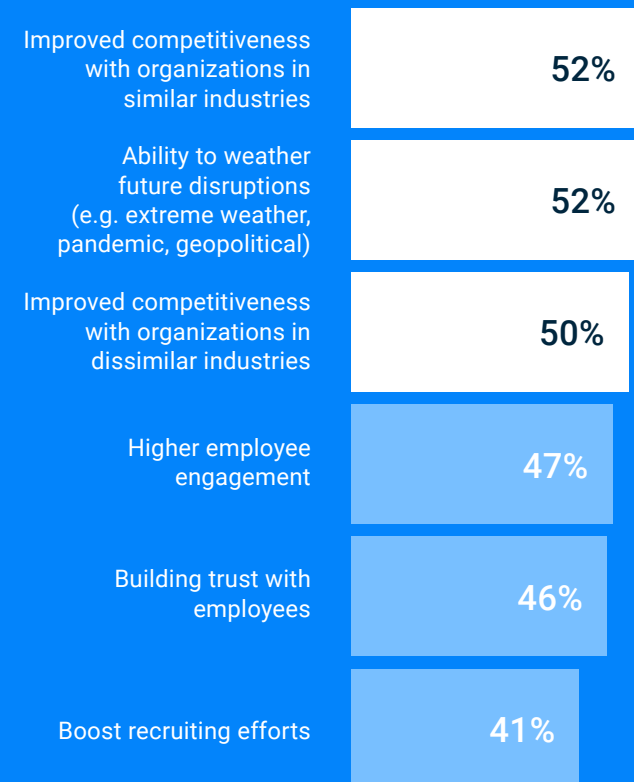 Improved competitiveness
with organizations in
similar industries
52%
Ability to weather
future disruptions
(e.g. extreme weather,
pandemic, geopolitical)
52%
Improved competitiveness
with organizations in
dissimilar industries
50%
Higher employee
engagement
47%
Building trust with
employees
46%
Boost recruiting efforts
41%